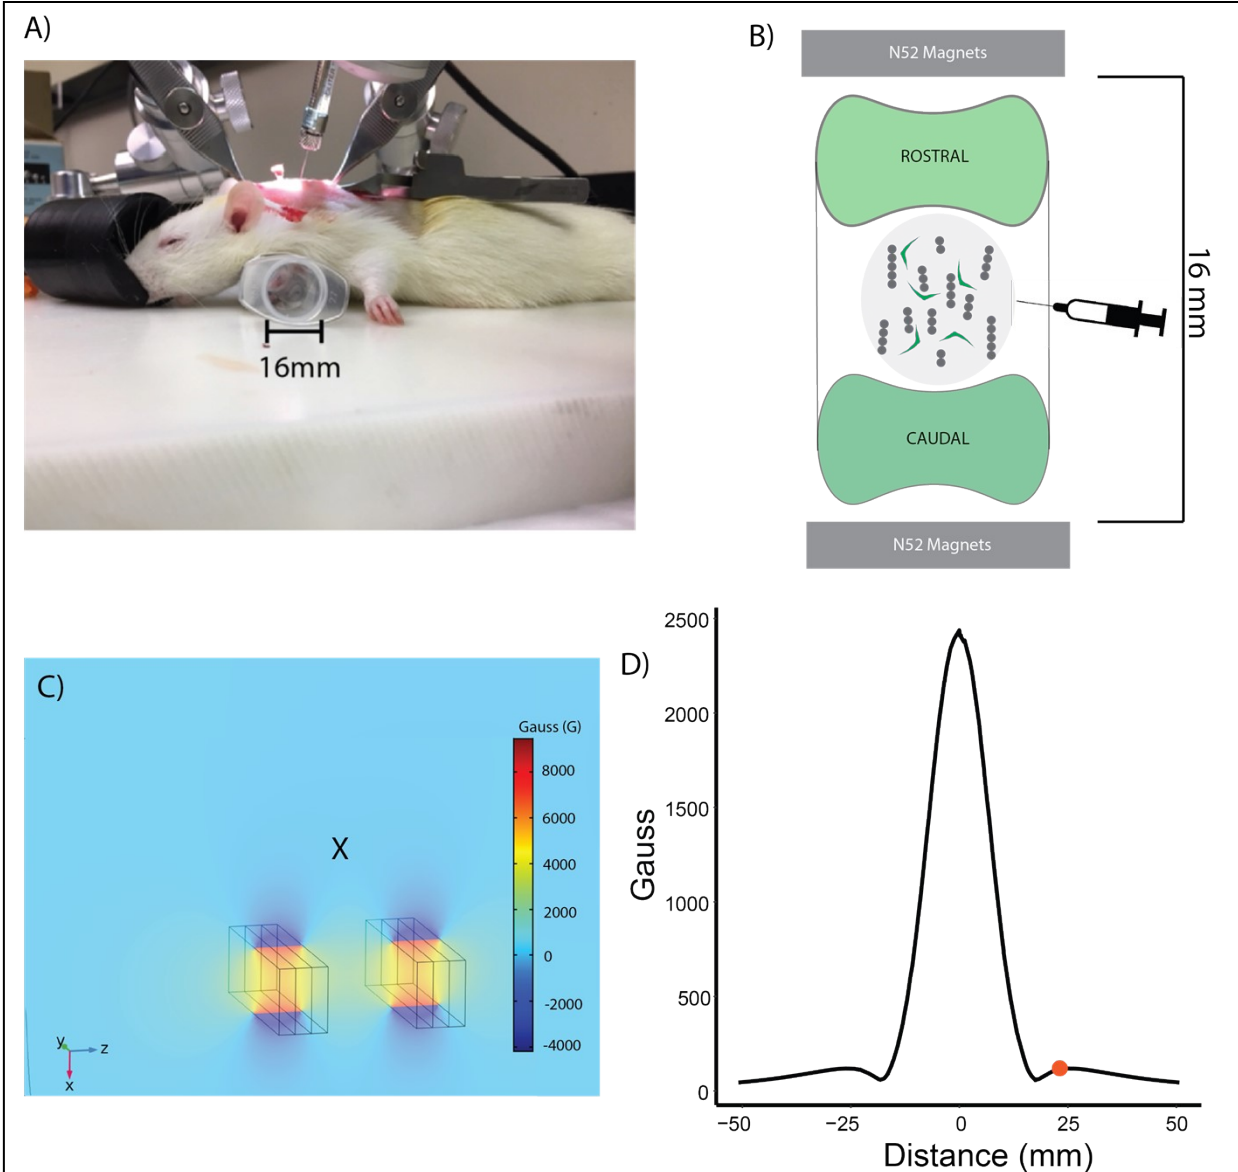 A)
16mm
B)
N52 Magnets
ROSTRAL
CAUDAL
N52 Magnets
16 mm
C)
Gauss (G)
8000
6000
4000
2000
0
-2000
-4000
X
y
z
x
D)
Gauss
2500
2000
1500
1000
500
0
−50
−25
0
25
50
Distance (mm)